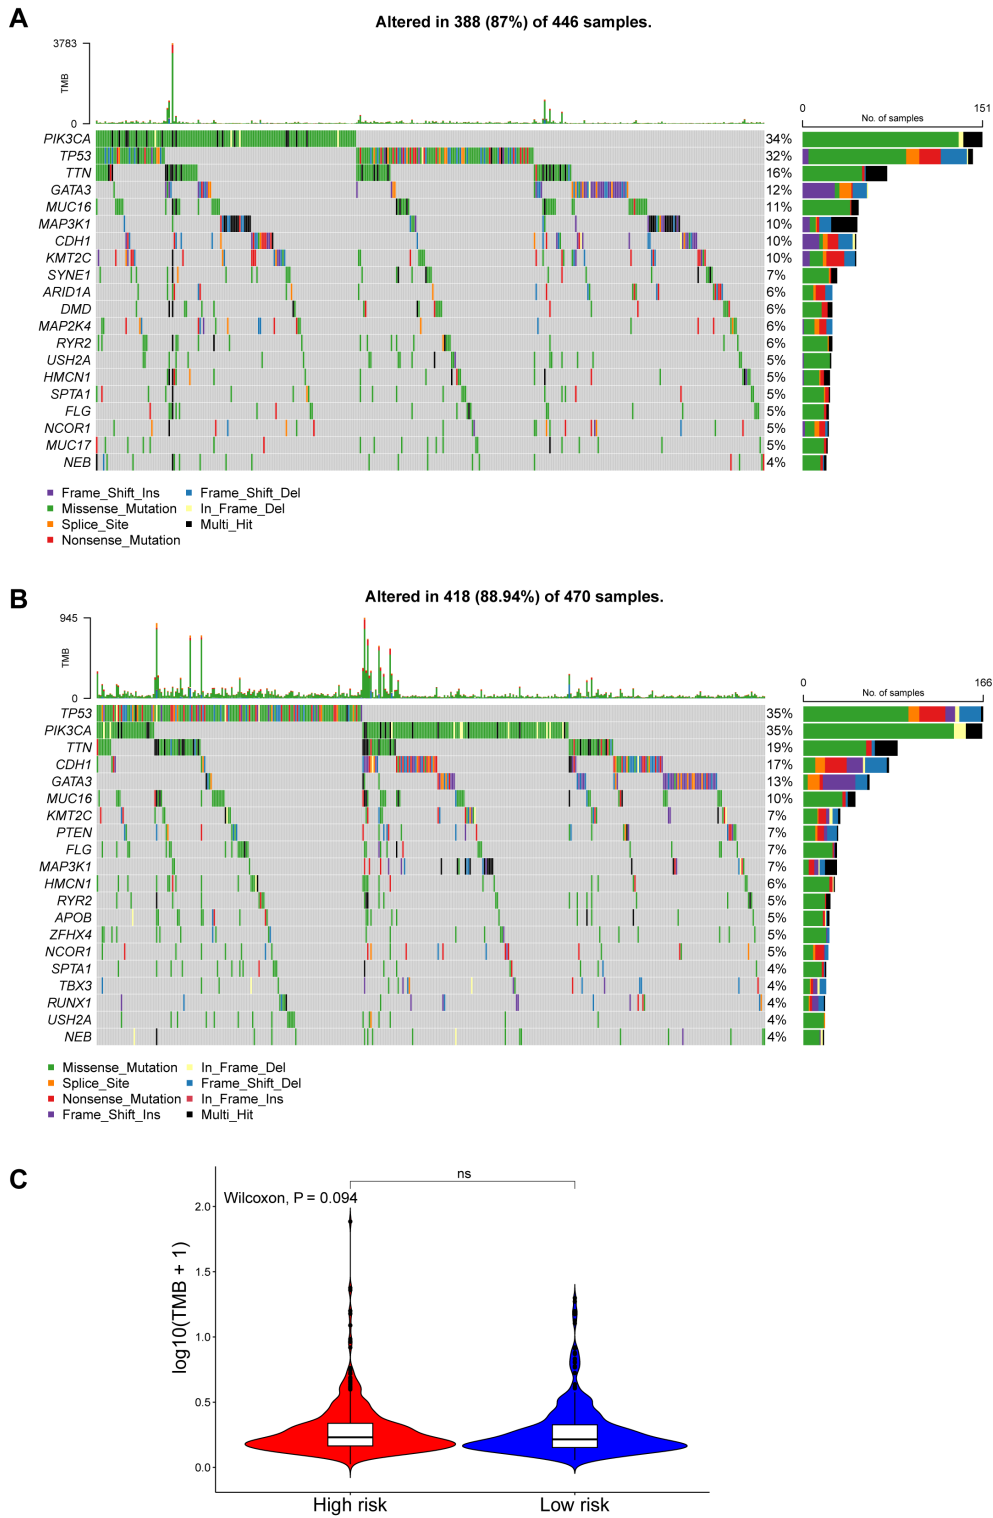 A
Altered in 388 (87%) of 446 samples.
3783
TMB
0
0
151
No. of samples
PIK3CA 34%
TP53 32%
TTN 16%
GATA3 12%
MUC16 11%
MAP3K1 10%
CDH1 10%
KMT2C 10%
SYNE1 7%
ARID1A 6%
DMD 6%
MAP2K4 6%
RYR2 6%
USH2A 5%
HMCN1 5%
SPTA1 5%
FLG 5%
NCOR1 5%
MUC17 5%
NEB 4%
Frame_Shift_Ins Frame_Shift_Del
Missense_Mutation In_Frame_Del
Splice_Site Multi_Hit
Nonsense_Mutation
B
Altered in 418 (88.94%) of 470 samples.
945
TMB
0
0
166
No. of samples
TP53 35%
PIK3CA 35%
TTN 19%
CDH1 17%
GATA3 13%
MUC16 10%
KMT2C 7%
PTEN 7%
FLG 7%
MAP3K1 7%
HMCN1 6%
RYR2 5%
APOB 5%
ZFHX4 5%
NCOR1 5%
SPTA1 4%
TBX3 4%
RUNX1 4%
USH2A 4%
NEB 4%
Missense_Mutation In_Frame_Del
Splice_Site Frame_Shift_Del
Nonsense_Mutation In_Frame_Ins
Frame_Shift_Ins Multi_Hit
C
ns
Wilcoxon, P = 0.094
2.0
1.5
1.0
0.5
0.0
log10(TMB + 1)
High risk
Low risk